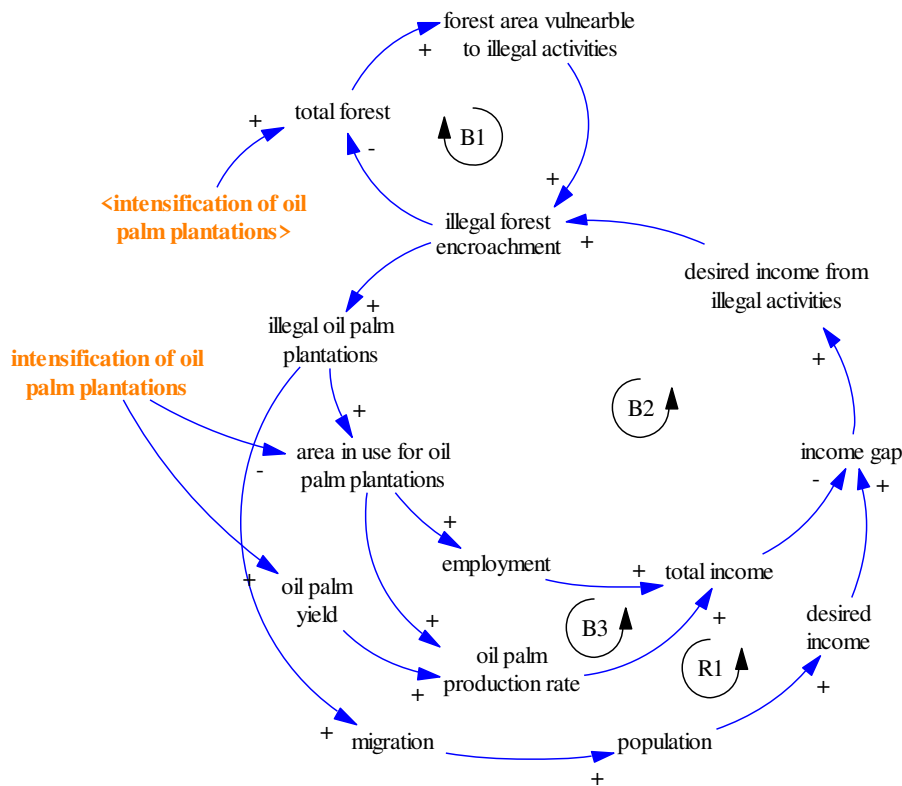 forest area vulnearble
to illegal activities
+
total forest
+
B1
-
+
<intensification of oil
palm plantations>
illegal forest
encroachment
+
desired income from
illegal activities
+
illegal oil palm
plantations
intensification of oil
palm plantations
+
B2
+
area in use for oil
palm plantations
-
income gap
-
+
+
employment
+
total income
+
oil palm
yield
B3
+
desired
income
+
oil palm
production rate
+
R1
+
+
migration
population
+